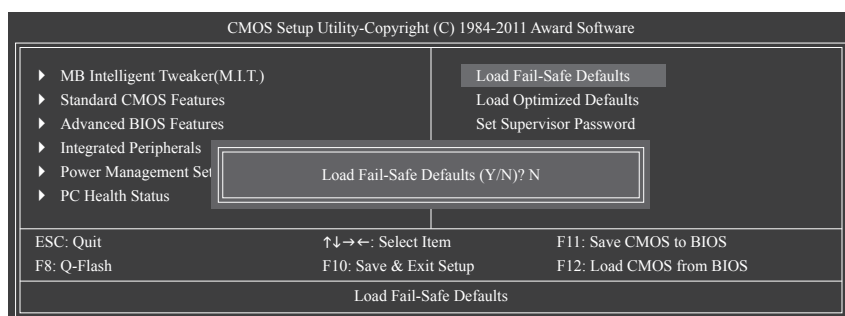 CMOS Setup Utility-Copyright (C) 1984-2011 Award Software
MB Intelligent Tweaker(M.I.T.)
Standard CMOS Features
Advanced BIOS Features
Integrated Peripherals
Power Management Set
PC Health Status
Load Fail-Safe Defaults
Load Optimized Defaults
Set Supervisor Password
Load Fail-Safe Defaults (Y/N)? N
ESC: Quit ↑↓→←: Select Item F11: Save CMOS to BIOS
F8: Q-Flash F10: Save & Exit Setup F12: Load CMOS from BIOS
Load Fail-Safe Defaults